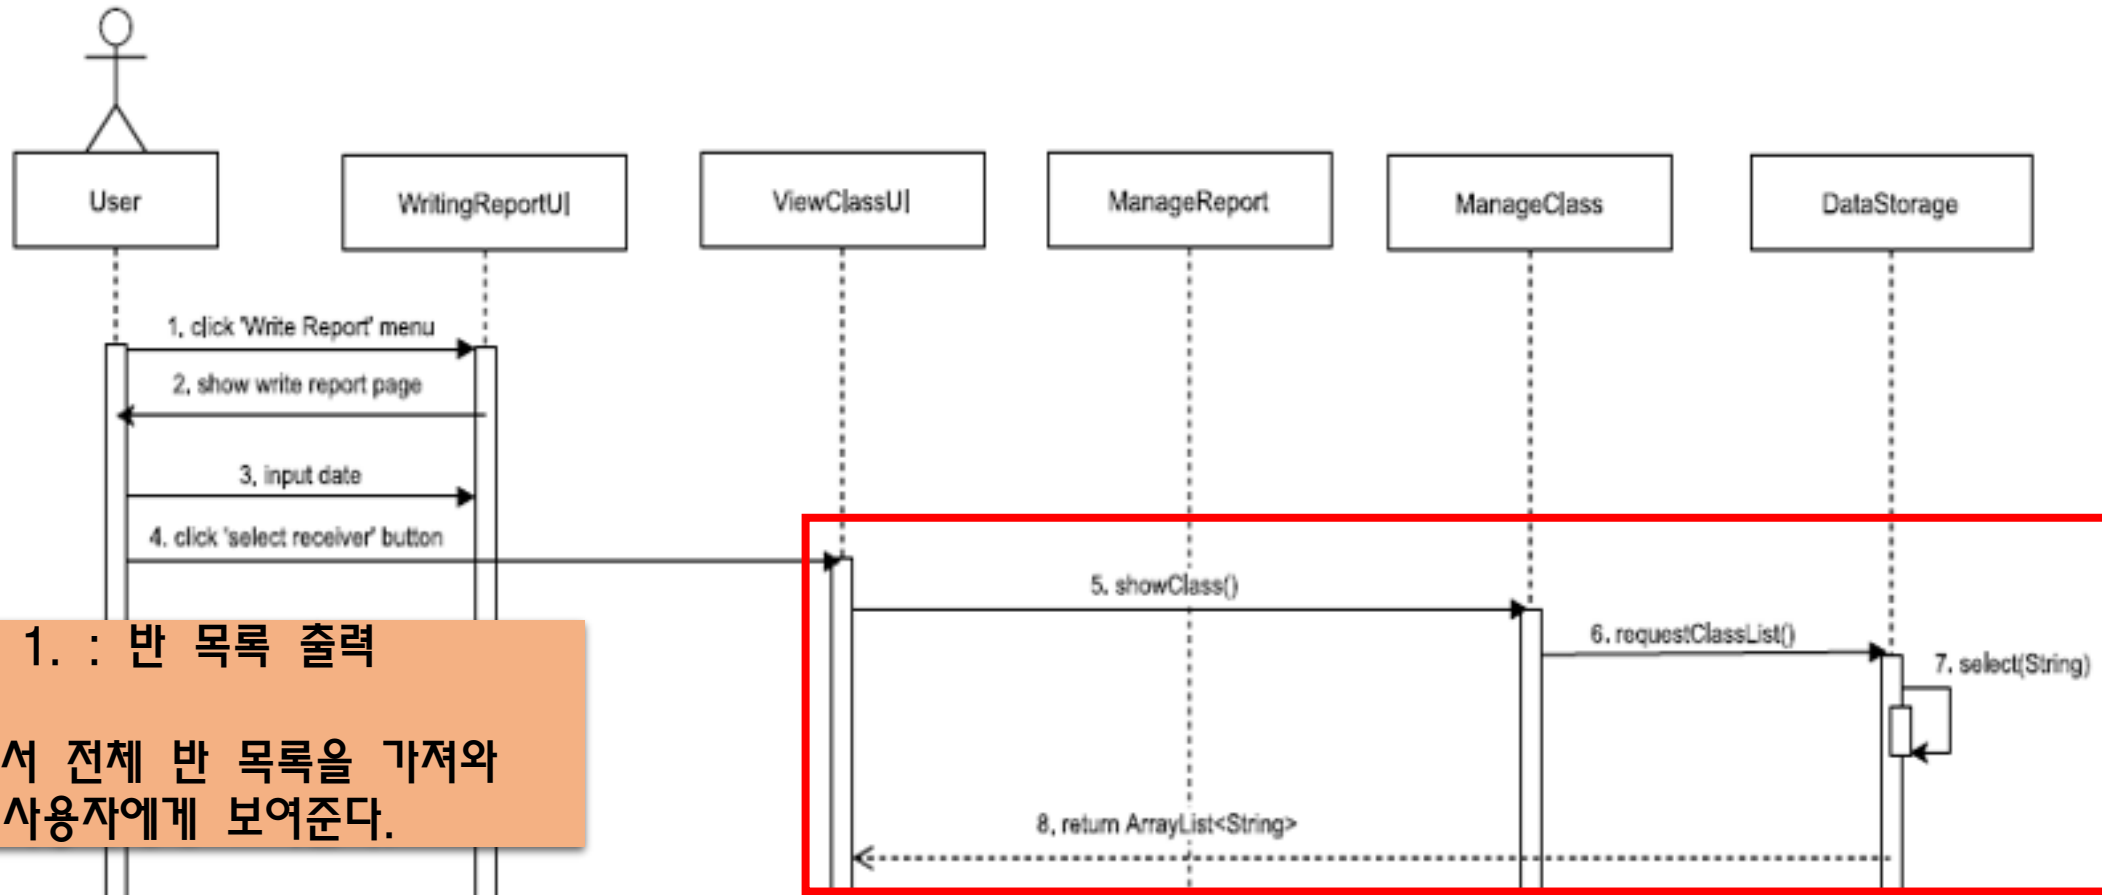 User
WritingReportUI
ViewClassUI
ManageReport
ManageClass
DataStorage
1. click 'Write Report' menu
2. show write report page
3. input date
4. click 'select receiver' button
5. showClass()
6. requestClassList()
7. select(String)
8. return ArrayList<String>
1. : 반 목록 출력
서 전체 반 목록을 가져와
사용자에게 보여준다.